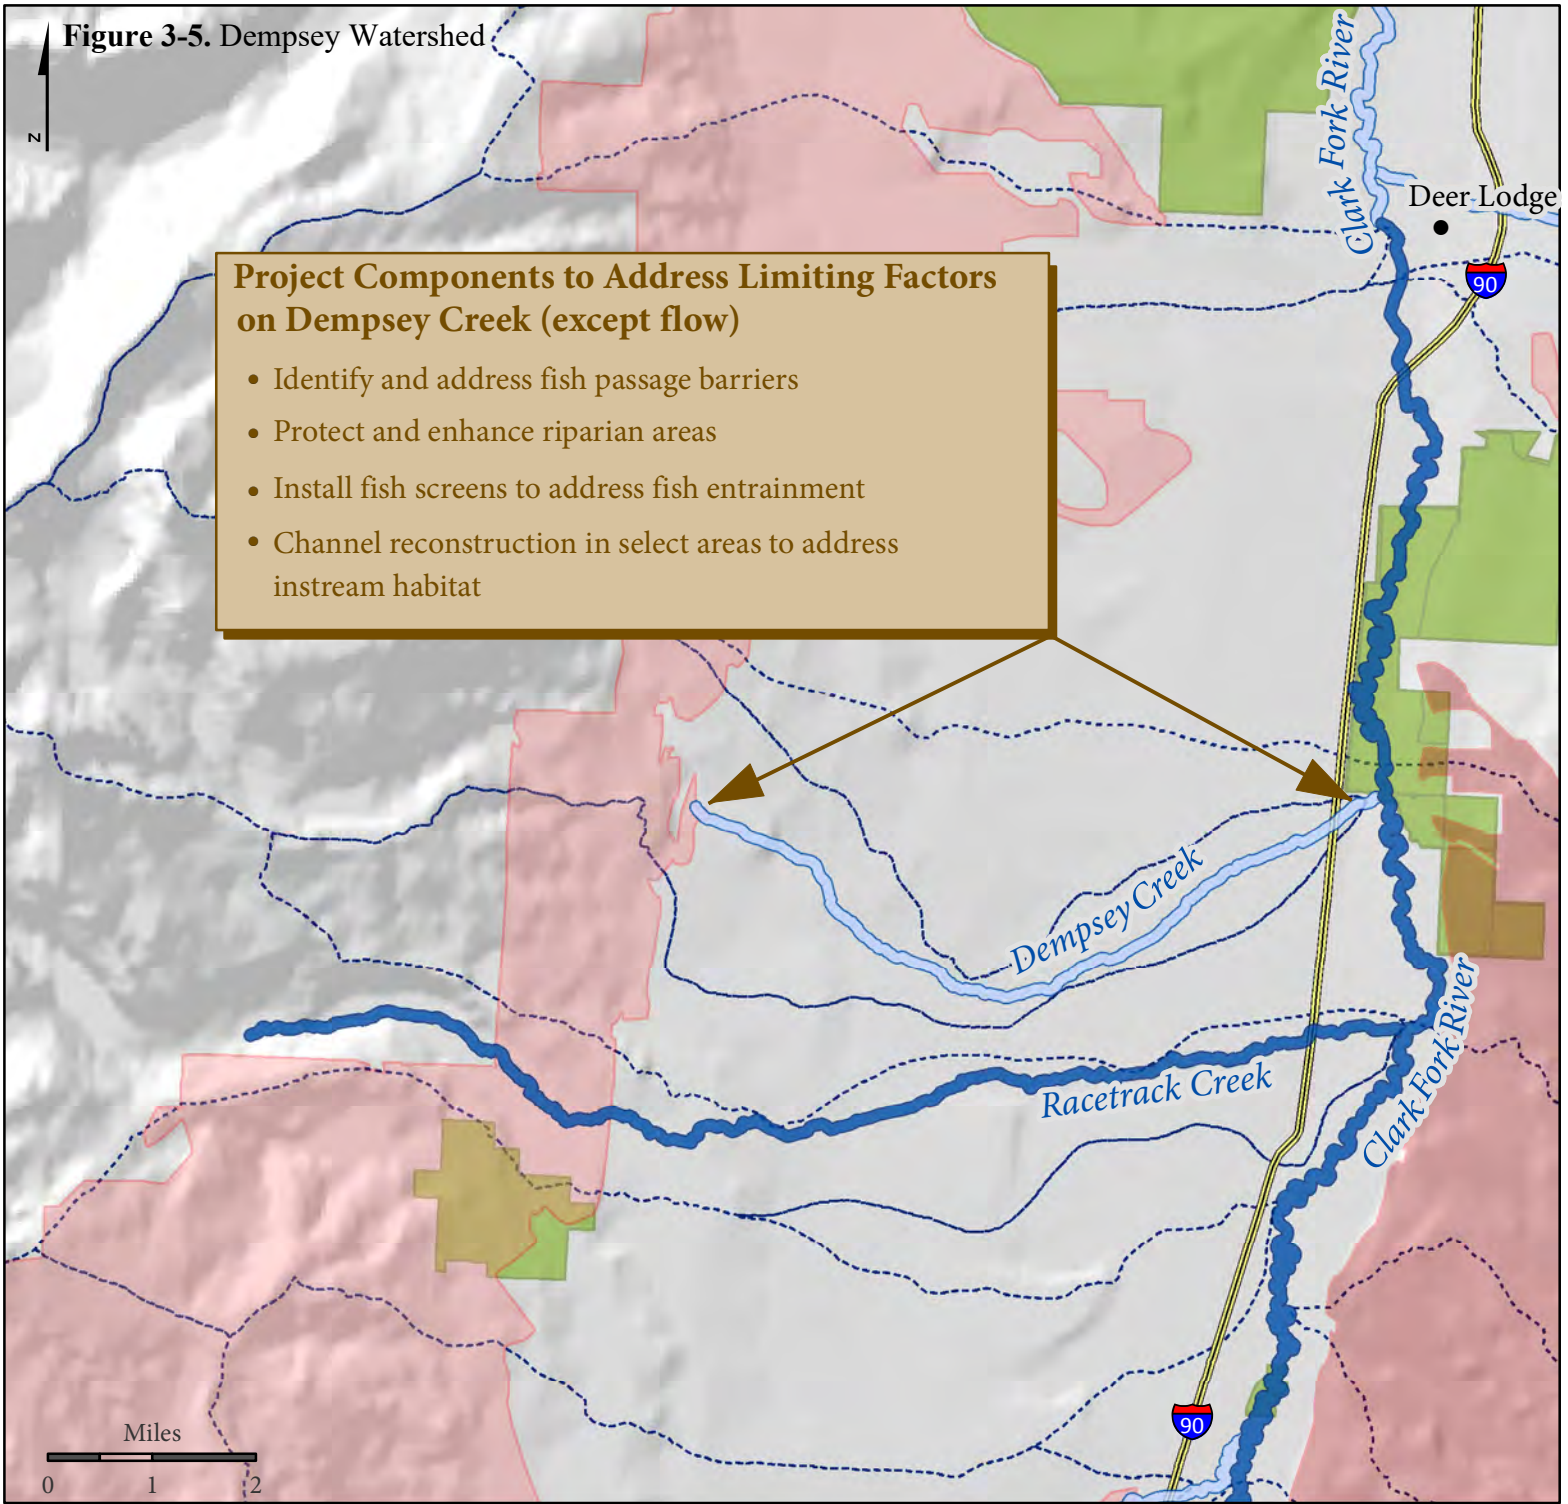 Figure 3-5. Dempsey Watershed
N
Clark Fork River
Deer Lodge
90
Project Components to Address Limiting Factors
on Dempsey Creek (except flow)
• Identify and address fish passage barriers
• Protect and enhance riparian areas
• Install fish screens to address fish entrainment
• Channel reconstruction in select areas to address
instream habitat
Dempsey Creek
Racetrack Creek
Clark Fork River
90
Miles
0 1 2